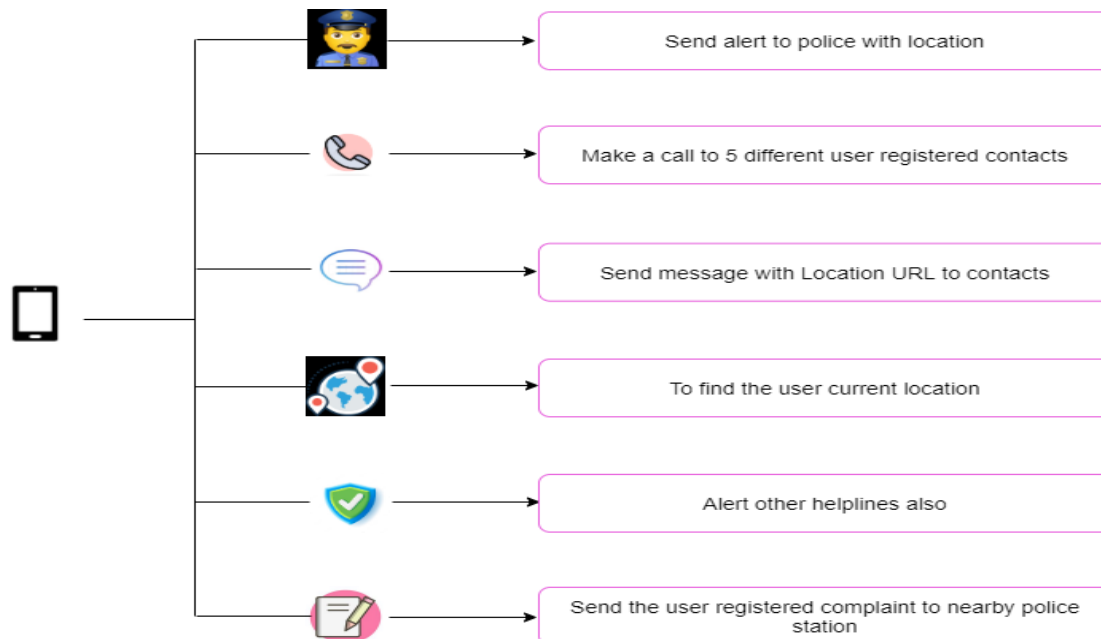 Send alert to police with location
Make a call to 5 different user registered contacts
Send message with Location URL to contacts
To find the user current location
Alert other helplines also
Send the user registered complaint to nearby police
station